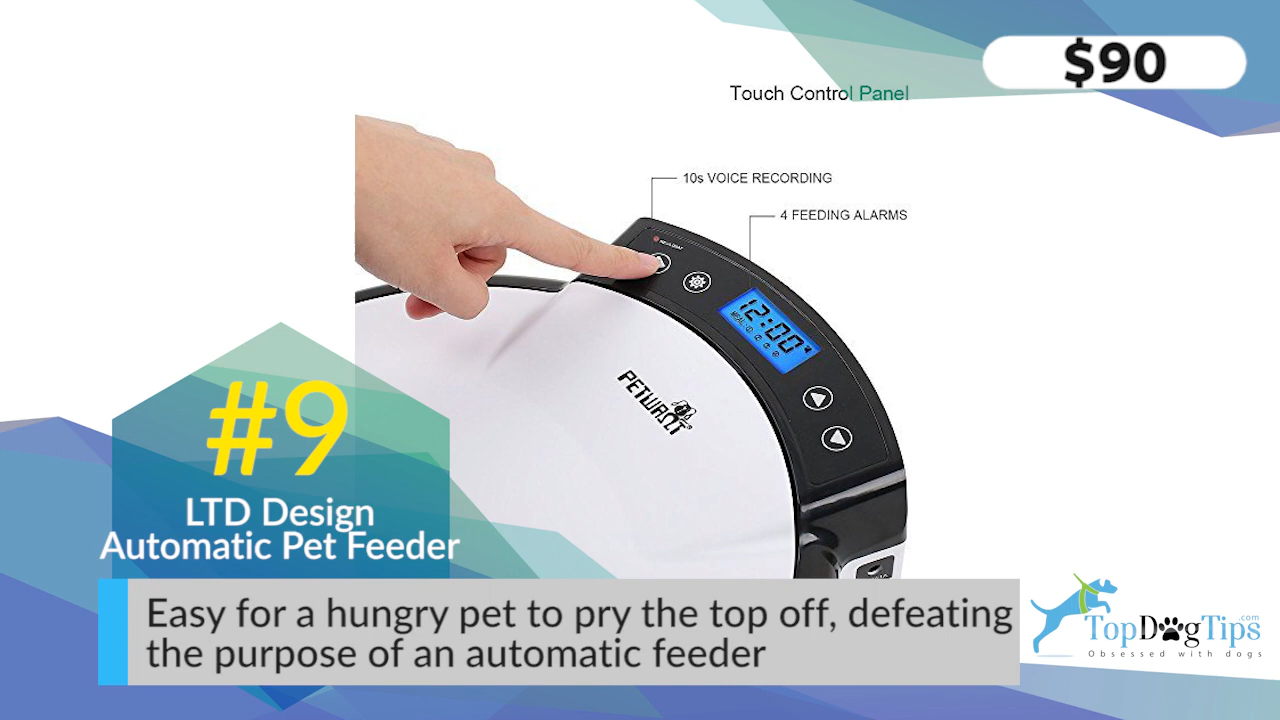 $90
Touch Control Panel
10s VOICE RECORDING
4 FEEDING ALARMS
12:00
PETWANT
#9
LTD Design
Automatic Pet Feeder
Easy for a hungry pet to pry the top off, defeating
the purpose of an automatic feeder
TopDogTips.com
Obsessed with dogs